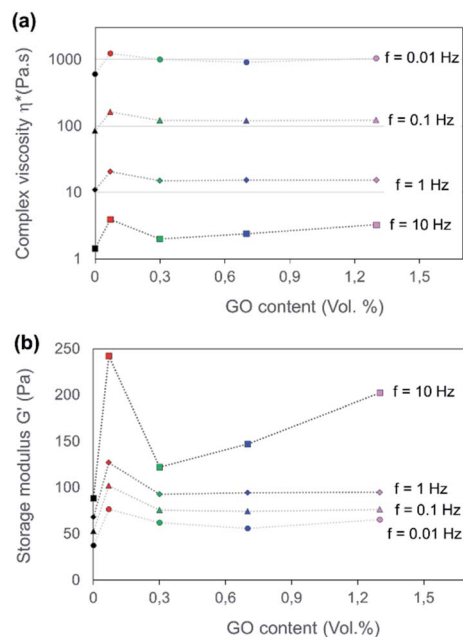 (a)
Complex viscosity η*(Pa.s)
1000
100
10
1
f = 0.01 Hz
f = 0.1 Hz
f = 1 Hz
f = 10 Hz
0
0,3
0,6
0,9
1,2
1,5
GO content (Vol. %)
(b)
Storage modulus G' (Pa)
250
200
150
100
50
0
f = 10 Hz
f = 1 Hz
f = 0.1 Hz
f = 0.01 Hz
0
0,3
0,6
0,9
1,2
1,5
GO content (Vol.%)